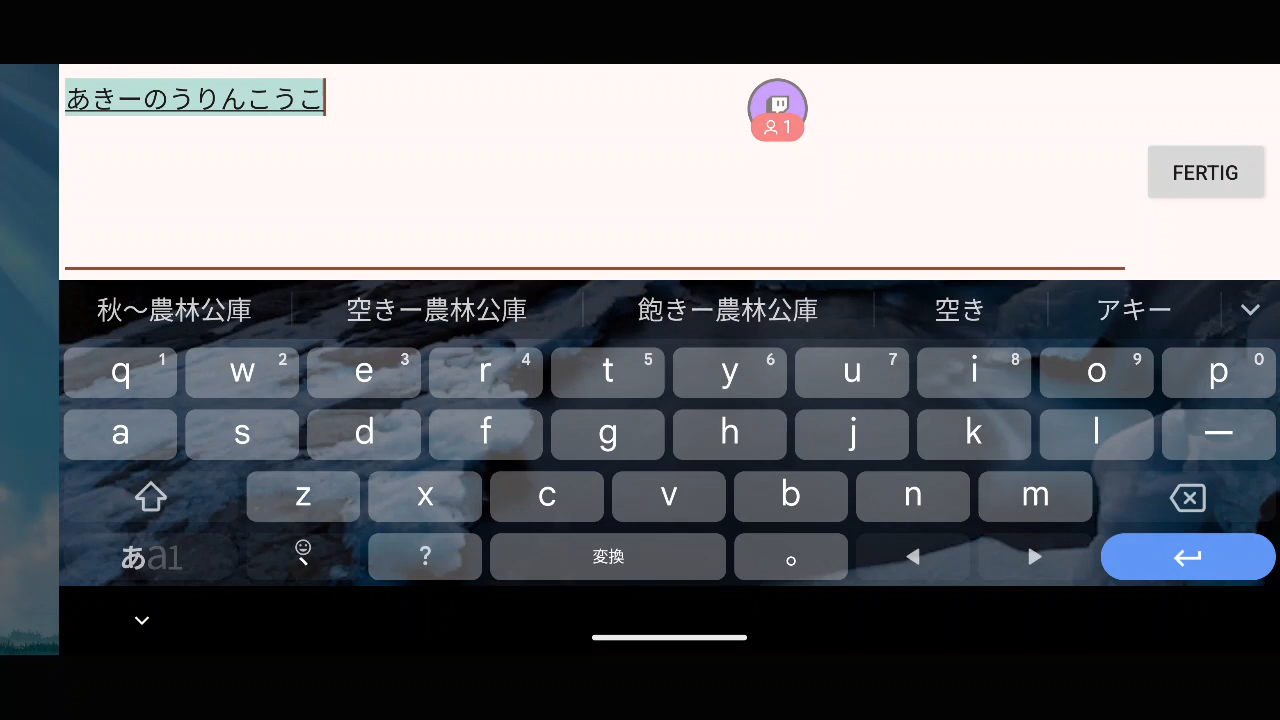 あきーのうりんこうこ
1
FERTIG
秋〜農林公庫 空きー農林公庫 飽きー農林公庫 空き アキー
q 1 w 2 e 3 r 4 t 5 y 6 u 7 i 8 o 9 p 0
a s d f g h j k l ー
z x c v b n m
あa1 、 ? 変換 。